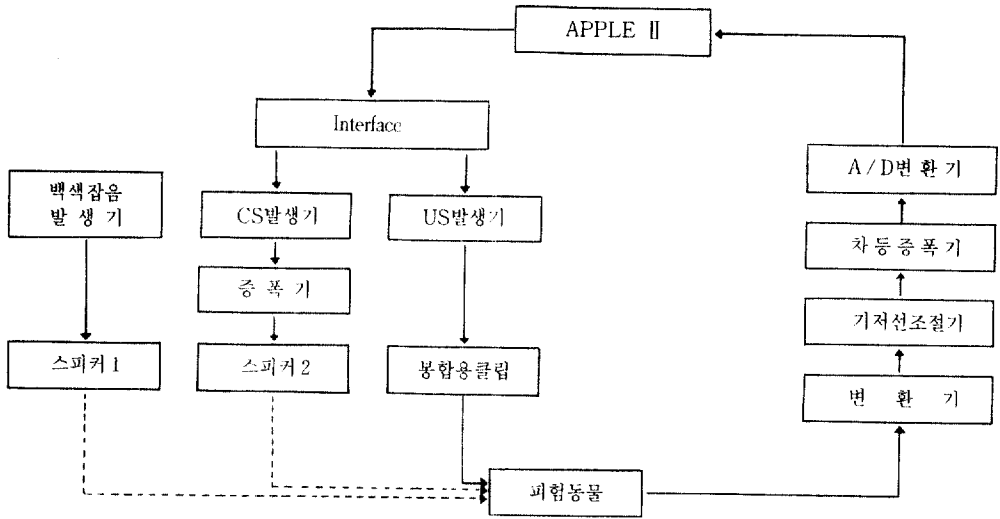 APPLE Ⅱ
Interface
백색잡음
발 생 기
CS발생기
US발생기
A/D변환기
차등증폭기
증 폭 기
기저선조절기
스피커 1
스피커 2
봉합용클립
변 환 기
피험동물